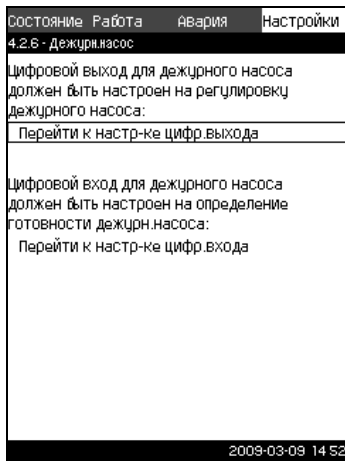 Состояние Работа Авария Настройки
4.2.6 - Дежурн.насос
Цифровой выход для дежурного насоса
должен быть настроен на регулировку
дежурного насоса:
Перейти к настр-ке цифр.выхода
Цифровой вход для дежурного насоса
должен быть настроен на определение
готовности дежурн.насоса:
Перейти к настр-ке цифр.входа
2009-03-09 14:52